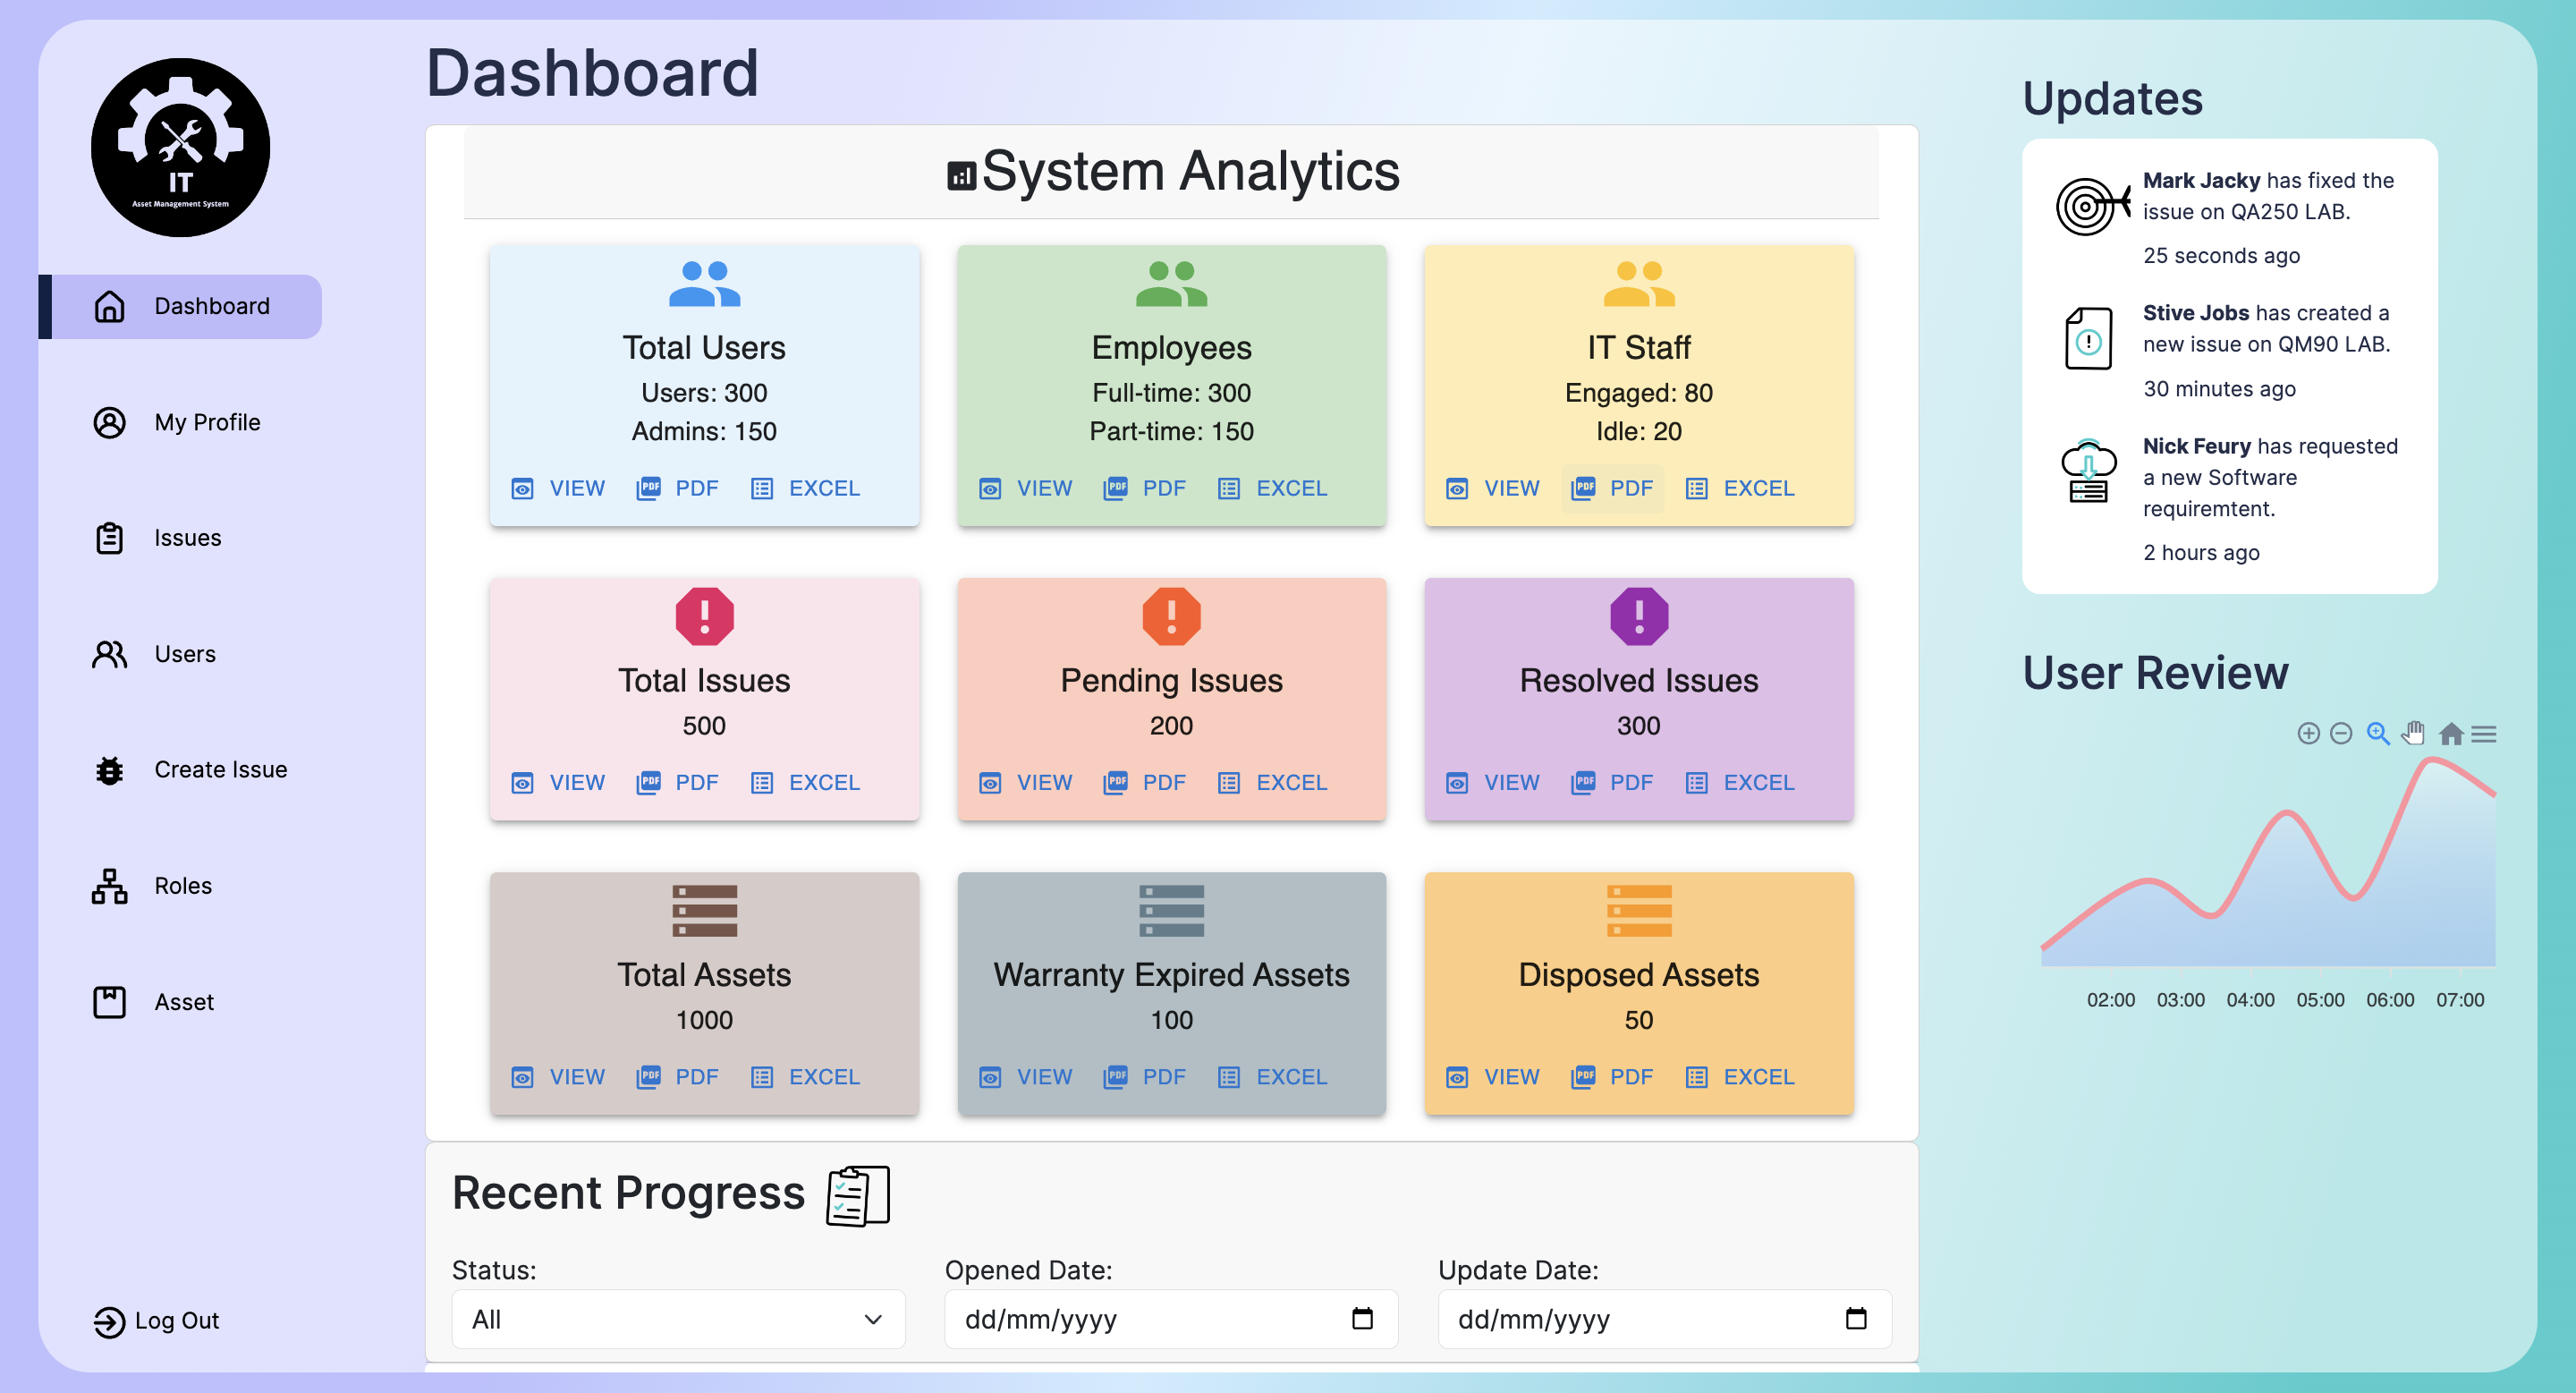 IT
Asset Management System
Dashboard
My Profile
Issues
Users
Create Issue
Roles
Asset
Log Out
Dashboard
System Analytics
Total Users
Users: 300
Admins: 150
VIEW PDF EXCEL
Employees
Full-time: 300
Part-time: 150
VIEW PDF EXCEL
IT Staff
Engaged: 80
Idle: 20
VIEW PDF EXCEL
Total Issues
500
VIEW PDF EXCEL
Pending Issues
200
VIEW PDF EXCEL
Resolved Issues
300
VIEW PDF EXCEL
Total Assets
1000
VIEW PDF EXCEL
Warranty Expired Assets
100
VIEW PDF EXCEL
Disposed Assets
50
VIEW PDF EXCEL
Recent Progress
Status:
All
Opened Date:
dd/mm/yyyy
Update Date:
dd/mm/yyyy
Updates
Mark Jacky has fixed the
issue on QA250 LAB.
25 seconds ago
Stive Jobs has created a
new issue on QM90 LAB.
30 minutes ago
Nick Feury has requested
a new Software
requiremtent.
2 hours ago
User Review
02:00 03:00 04:00 05:00 06:00 07:00